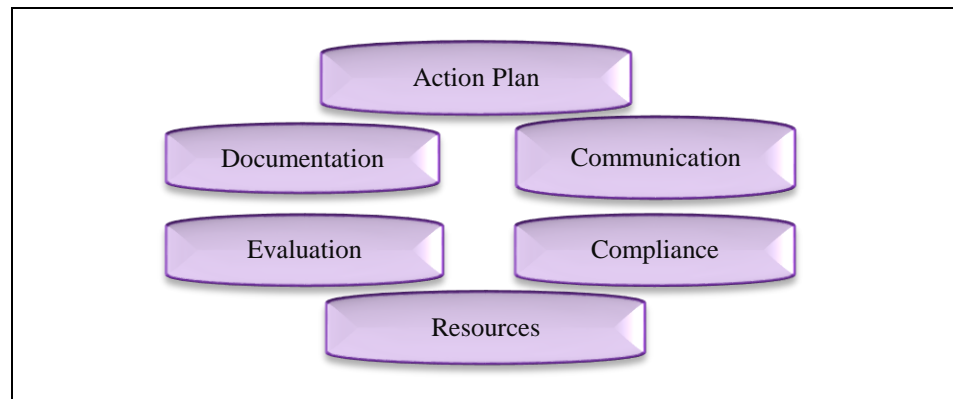 Action Plan
Documentation
Communication
Evaluation
Compliance
Resources